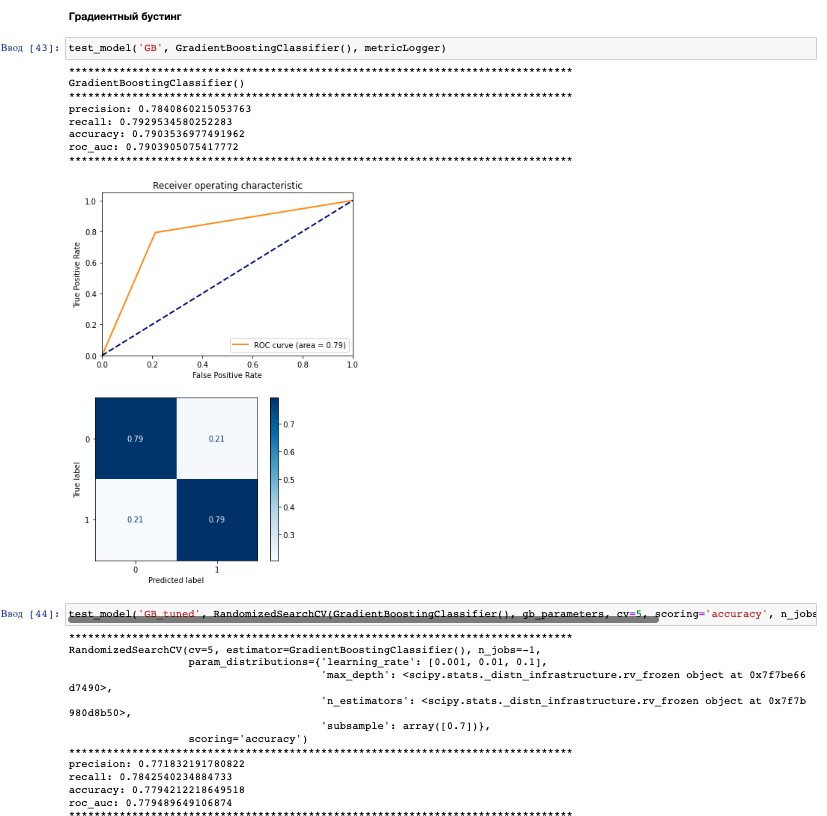 Градиентный бустинг
Ввод [43]: test_model('GB', GradientBoostingClassifier(), metricLogger)
***************************************************************************
GradientBoostingClassifier()
***************************************************************************
precision: 0.7840860215053763
recall: 0.7929534580252283
accuracy: 0.7903536977491962
roc_auc: 0.7903905075417772
***************************************************************************
Receiver operating characteristic
1.0
0.8
0.6
0.4
0.2
0.0
True Positive Rate
ROC curve (area = 0.79)
0.0 0.2 0.4 0.6 0.8 1.0
False Positive Rate
0 0.79 0.21
1 0.21 0.79
True label
0 1
Predicted label
0.7
0.6
0.5
0.4
0.3
Ввод [44]: test_model('GB_tuned', RandomizedSearchCV(GradientBoostingClassifier(), gb_parameters, cv=5, scoring='accuracy', n_jobs
***************************************************************************
RandomizedSearchCV(cv=5, estimator=GradientBoostingClassifier(), n_jobs=-1,
param_distributions={'learning_rate': [0.001, 0.01, 0.1],
'max_depth': <scipy.stats._distn_infrastructure.rv_frozen object at 0x7f7be66
d7490>,
'n_estimators': <scipy.stats._distn_infrastructure.rv_frozen object at 0x7f7b
980d8b50>,
'subsample': array([0.7])},
scoring='accuracy')
***************************************************************************
precision: 0.771832191780822
recall: 0.7842540234884733
accuracy: 0.7794212218649518
roc_auc: 0.779489649106874
***************************************************************************